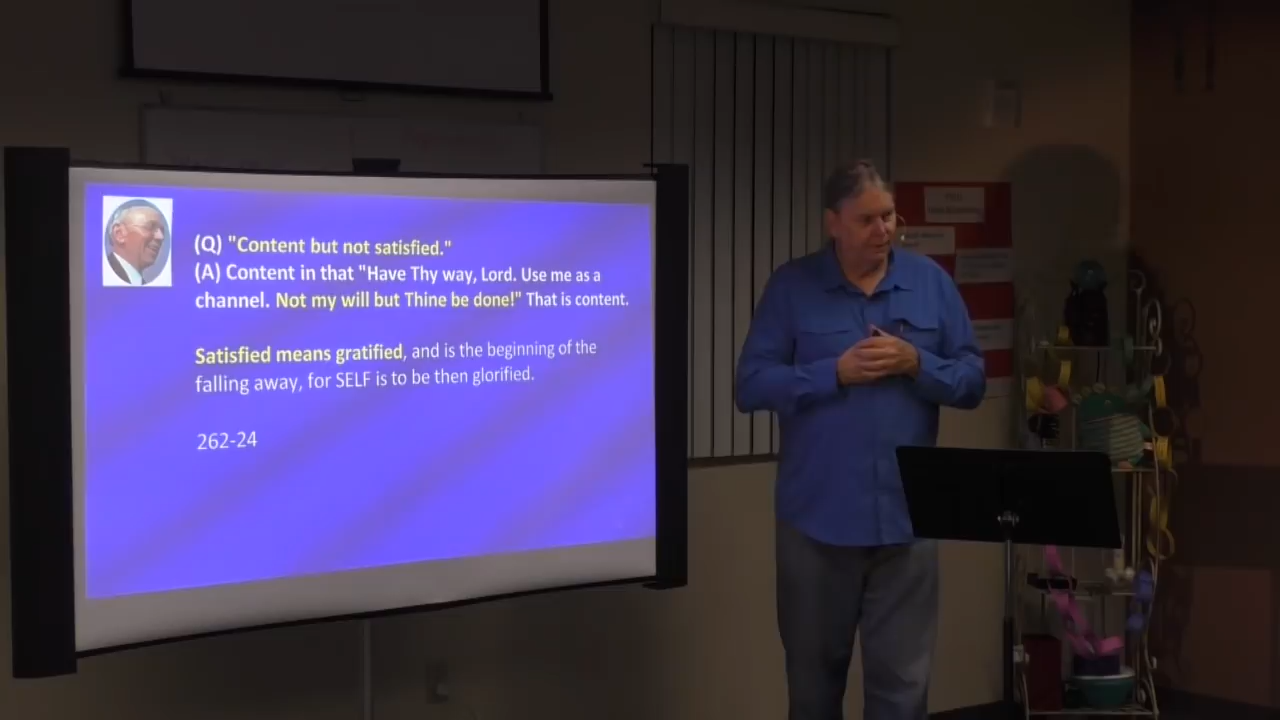 (Q) "Content but not satisfied."
(A) Content in that "Have Thy way, Lord. Use me as a
channel. Not my will but Thine be done!" That is content.
Satisfied means gratified, and is the beginning of the
falling away, for SELF is to be then glorified.
262-24